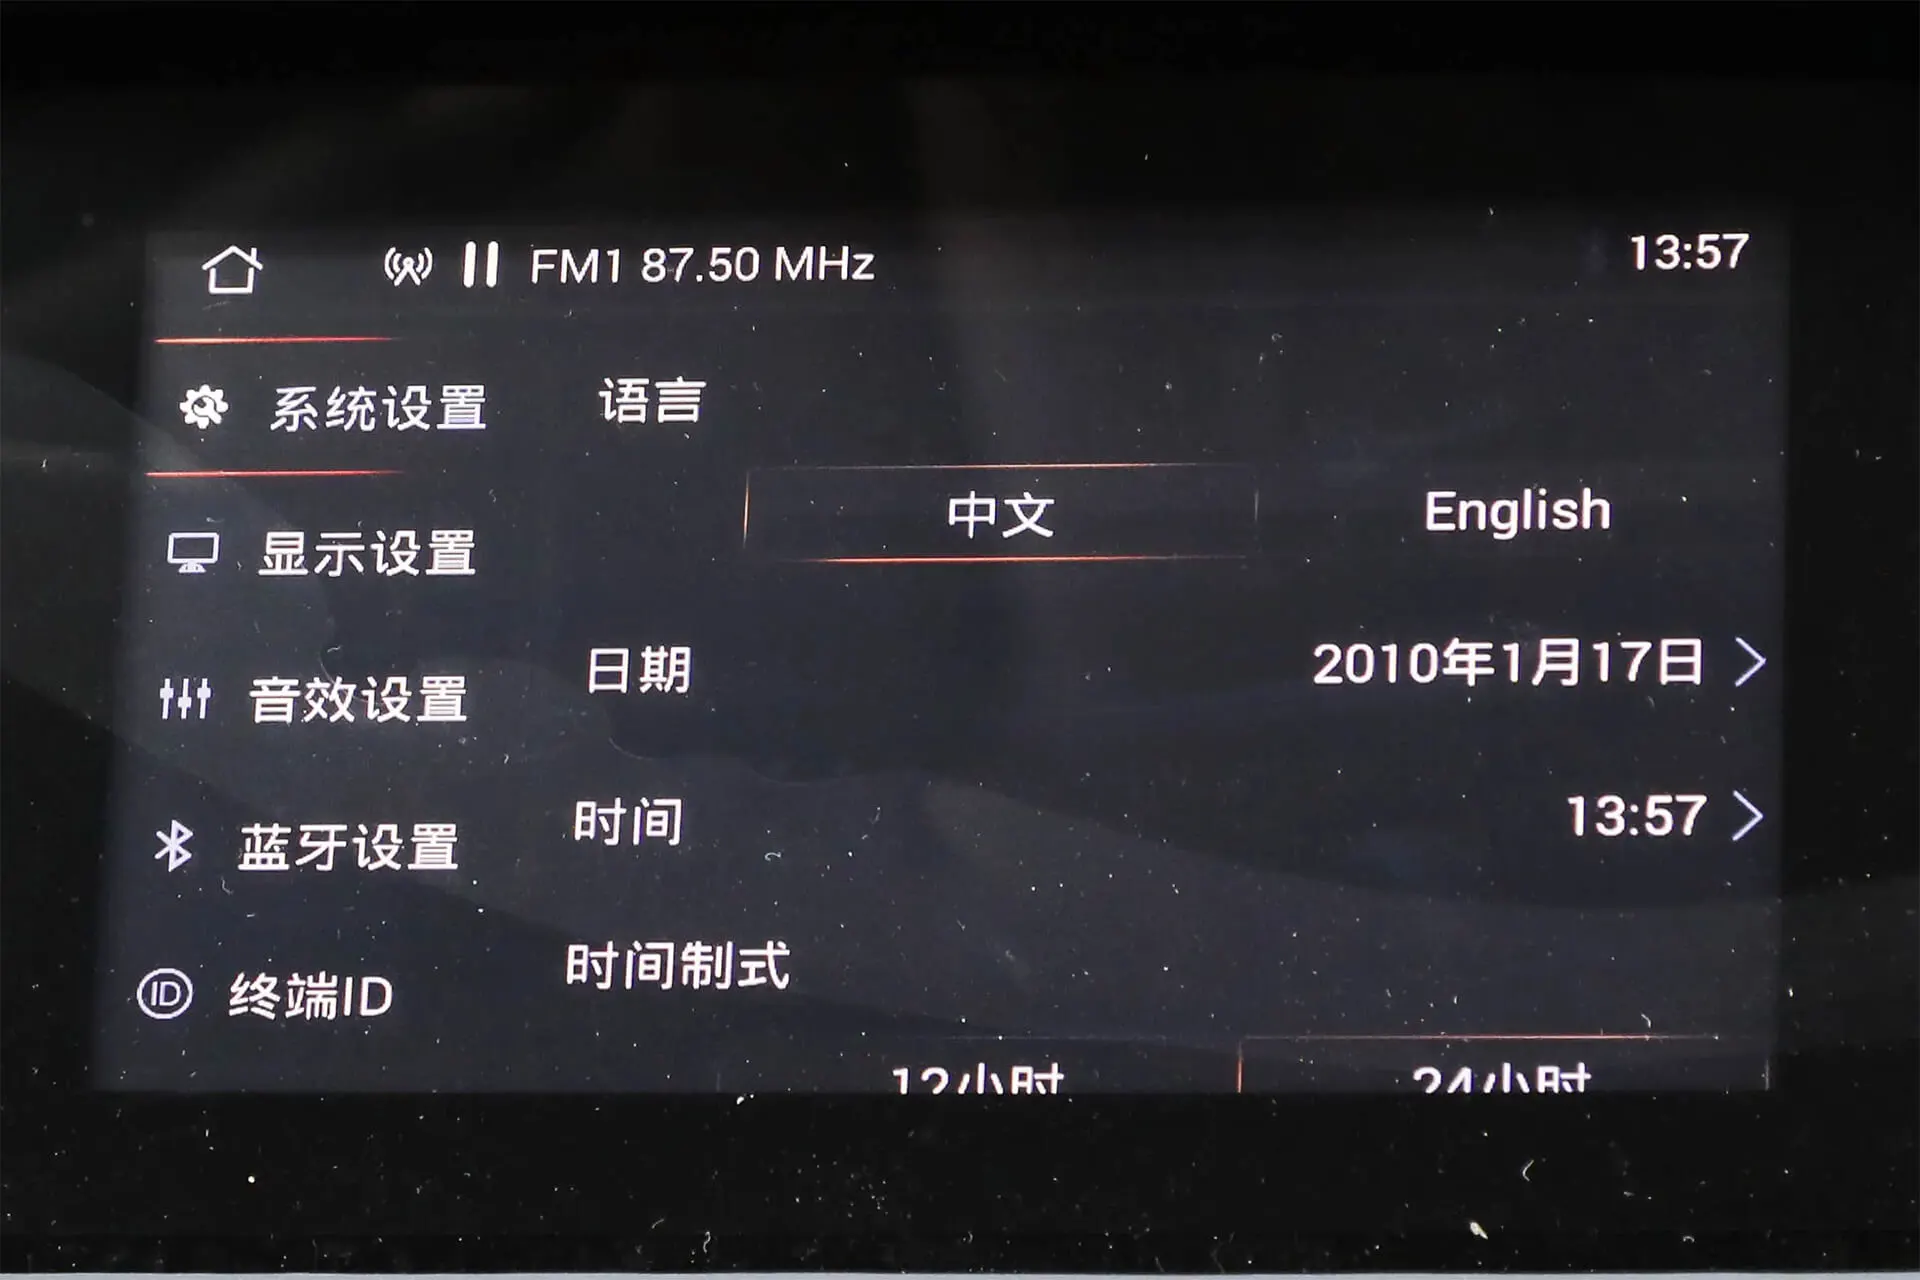 FM1 87.50 MHz
13:57
系统设置
显示设置
音效设置
蓝牙设置
终端ID
语言
中文
English
日期
2010年1月17日
时间
13:57
时间制式
12小时
24小时